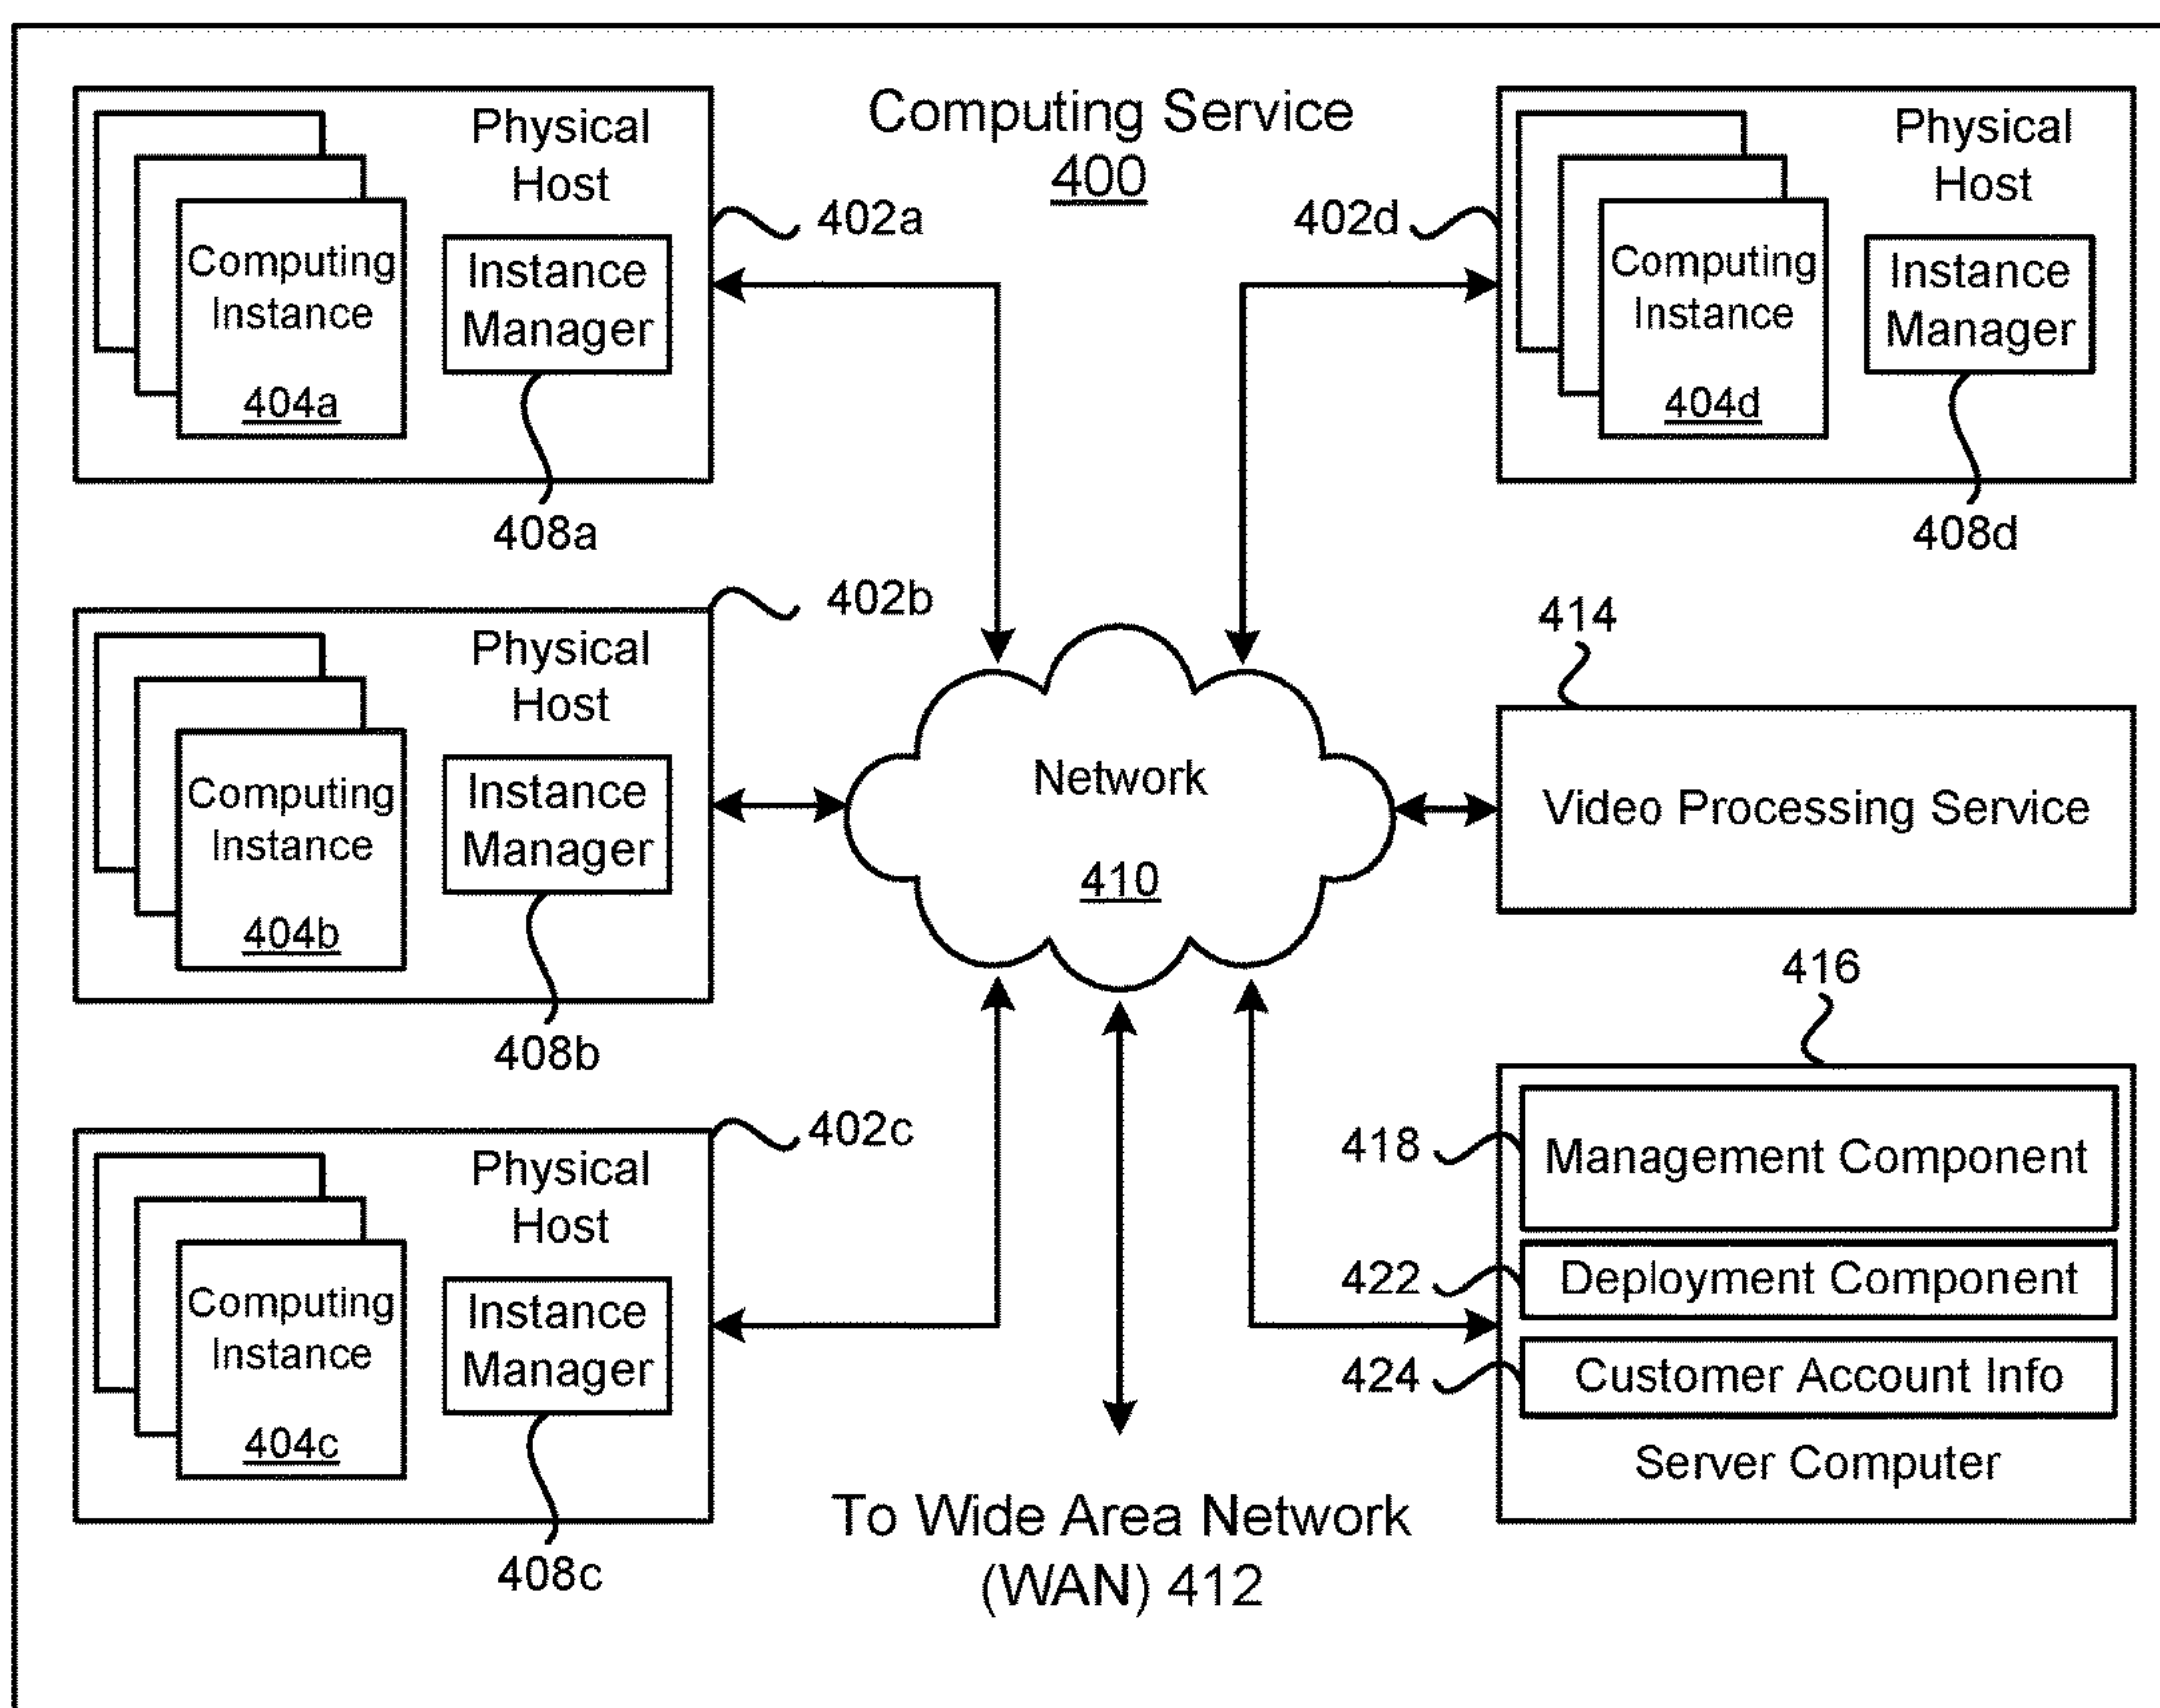 Computing Service
400
Physical
Host
Computing
Instance
404a
Instance
Manager
402a
408a
Physical
Host
Computing
Instance
404d
Instance
Manager
402d
408d
Physical
Host
Computing
Instance
404b
Instance
Manager
402b
408b
Network
410
414
Video Processing Service
Physical
Host
Computing
Instance
404c
Instance
Manager
402c
408c
416
418
Management Component
422
Deployment Component
424
Customer Account Info
Server Computer
To Wide Area Network
(WAN) 412